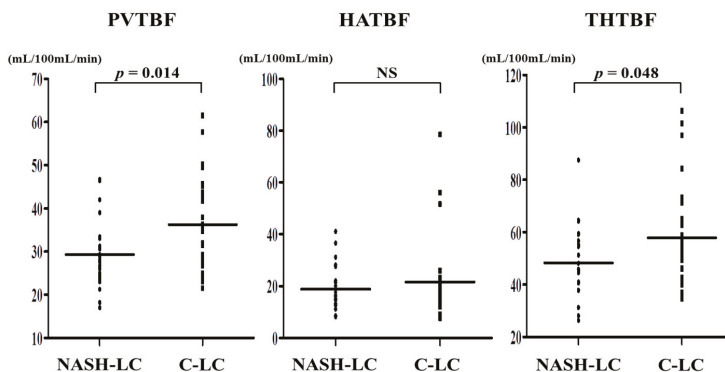 PVTBF
HATBF
THTBF
(mL/100mL/min)
(mL/100mL/min)
(mL/100mL/min)
p = 0.014
NS
p = 0.048
70
60
50
40
30
20
10
100
80
60
40
20
0
120
100
80
60
40
20
NASH-LC
C-LC
NASH-LC
C-LC
NASH-LC
C-LC